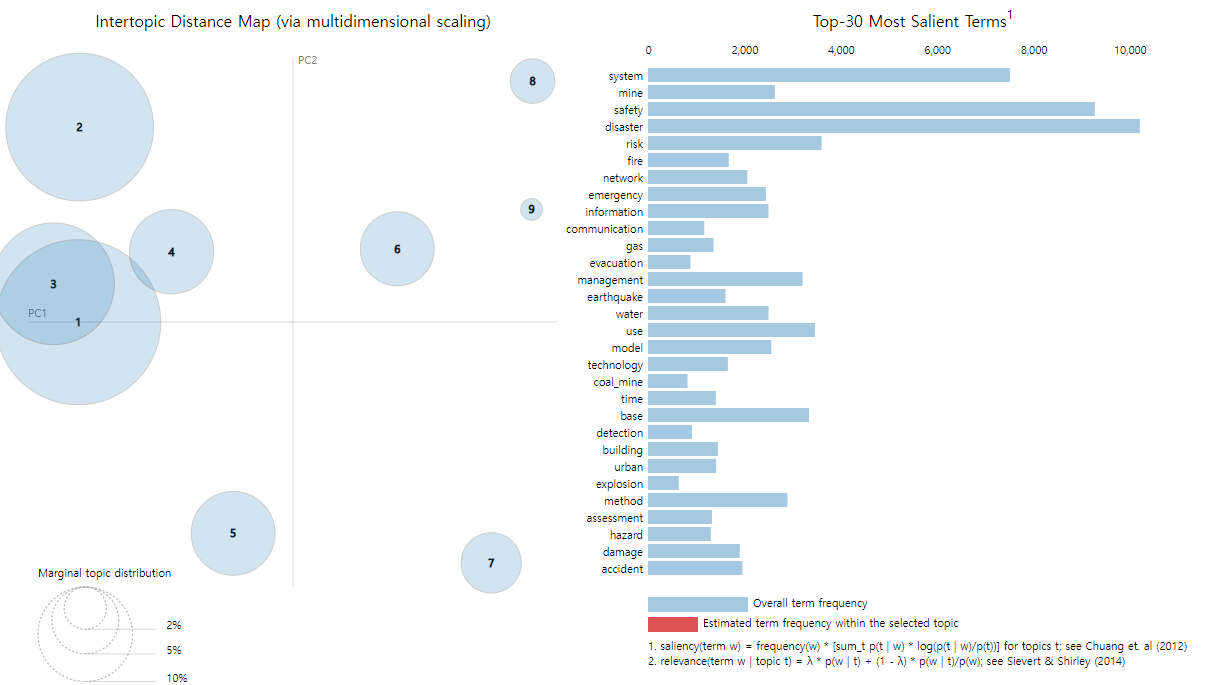 Intertopic Distance Map (via multidimensional scaling)
PC2
8
2
9
4
6
3
PC1
1
5
7
Marginal topic distribution
2%
5%
10%
Top-30 Most Salient Terms1
0 2,000 4,000 6,000 8,000 10,000
system
mine
safety
disaster
risk
fire
network
emergency
information
communication
gas
evacuation
management
earthquake
water
use
model
technology
coal_mine
time
base
detection
building
urban
explosion
method
assessment
hazard
damage
accident
Overall term frequency
Estimated term frequency within the selected topic
1. saliency(term w) = frequency(w) * [sum_t p(t | w) * log(p(t | w)/p(t))] for topics t; see Chuang et. al (2012)
2. relevance(term w | topic t) = λ * p(w | t) + (1 - λ) * p(w | t)/p(w); see Sievert & Shirley (2014)